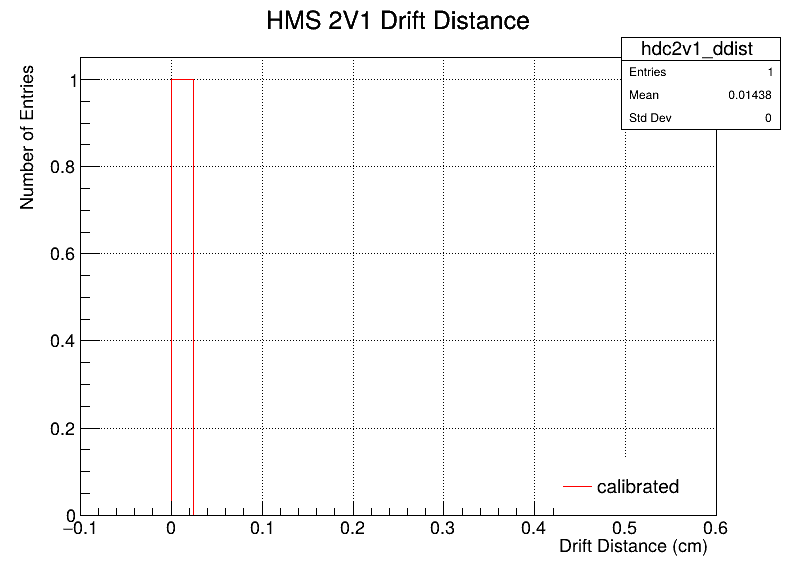 HMS 2V1 Drift Distance
hdc2v1_ddist
Entries 1
Mean 0.01438
Std Dev 0
Number of Entries
1
0.8
0.6
0.4
0.2
0
calibrated
−0.1 0 0.1 0.2 0.3 0.4 0.5 0.6
Drift Distance (cm)